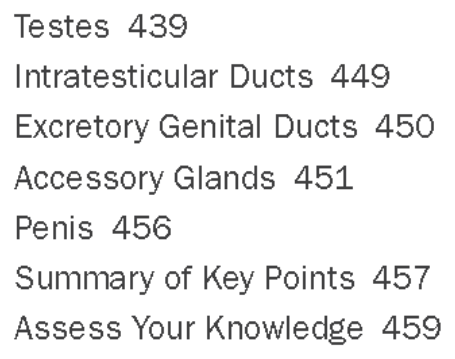 Testes 439
Intratesticular Ducts 449
Excretory Genital Ducts 450
Accessory Glands 451
Penis 456
Summary of Key Points 457
Assess Your Knowledge 459